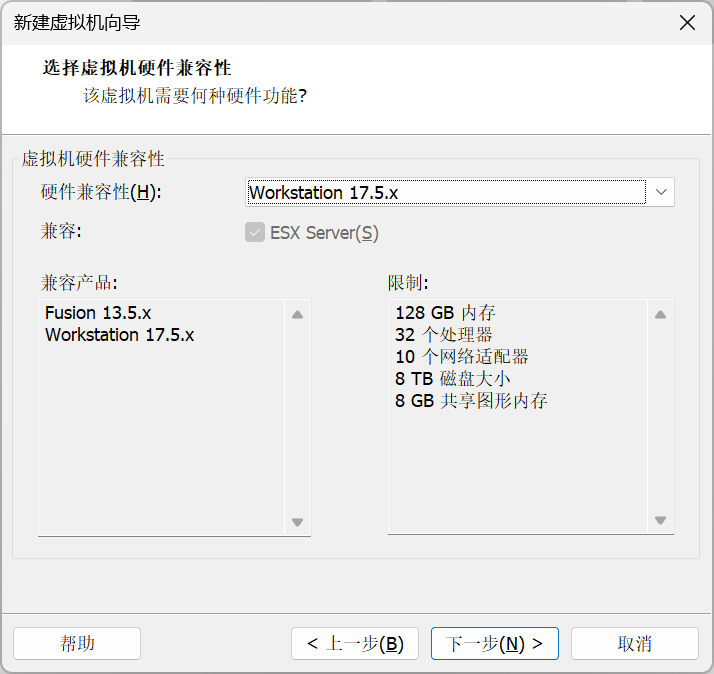 新建虚拟机向导
选择虚拟机硬件兼容性
该虚拟机需要何种硬件功能?
虚拟机硬件兼容性
硬件兼容性(H): Workstation 17.5.x
兼容: ESX Server(S)
兼容产品:
Fusion 13.5.x
Workstation 17.5.x
限制:
128 GB 内存
32 个处理器
10 个网络适配器
8 TB 磁盘大小
8 GB 共享图形内存
帮助 < 上一步(B) 下一步(N) > 取消